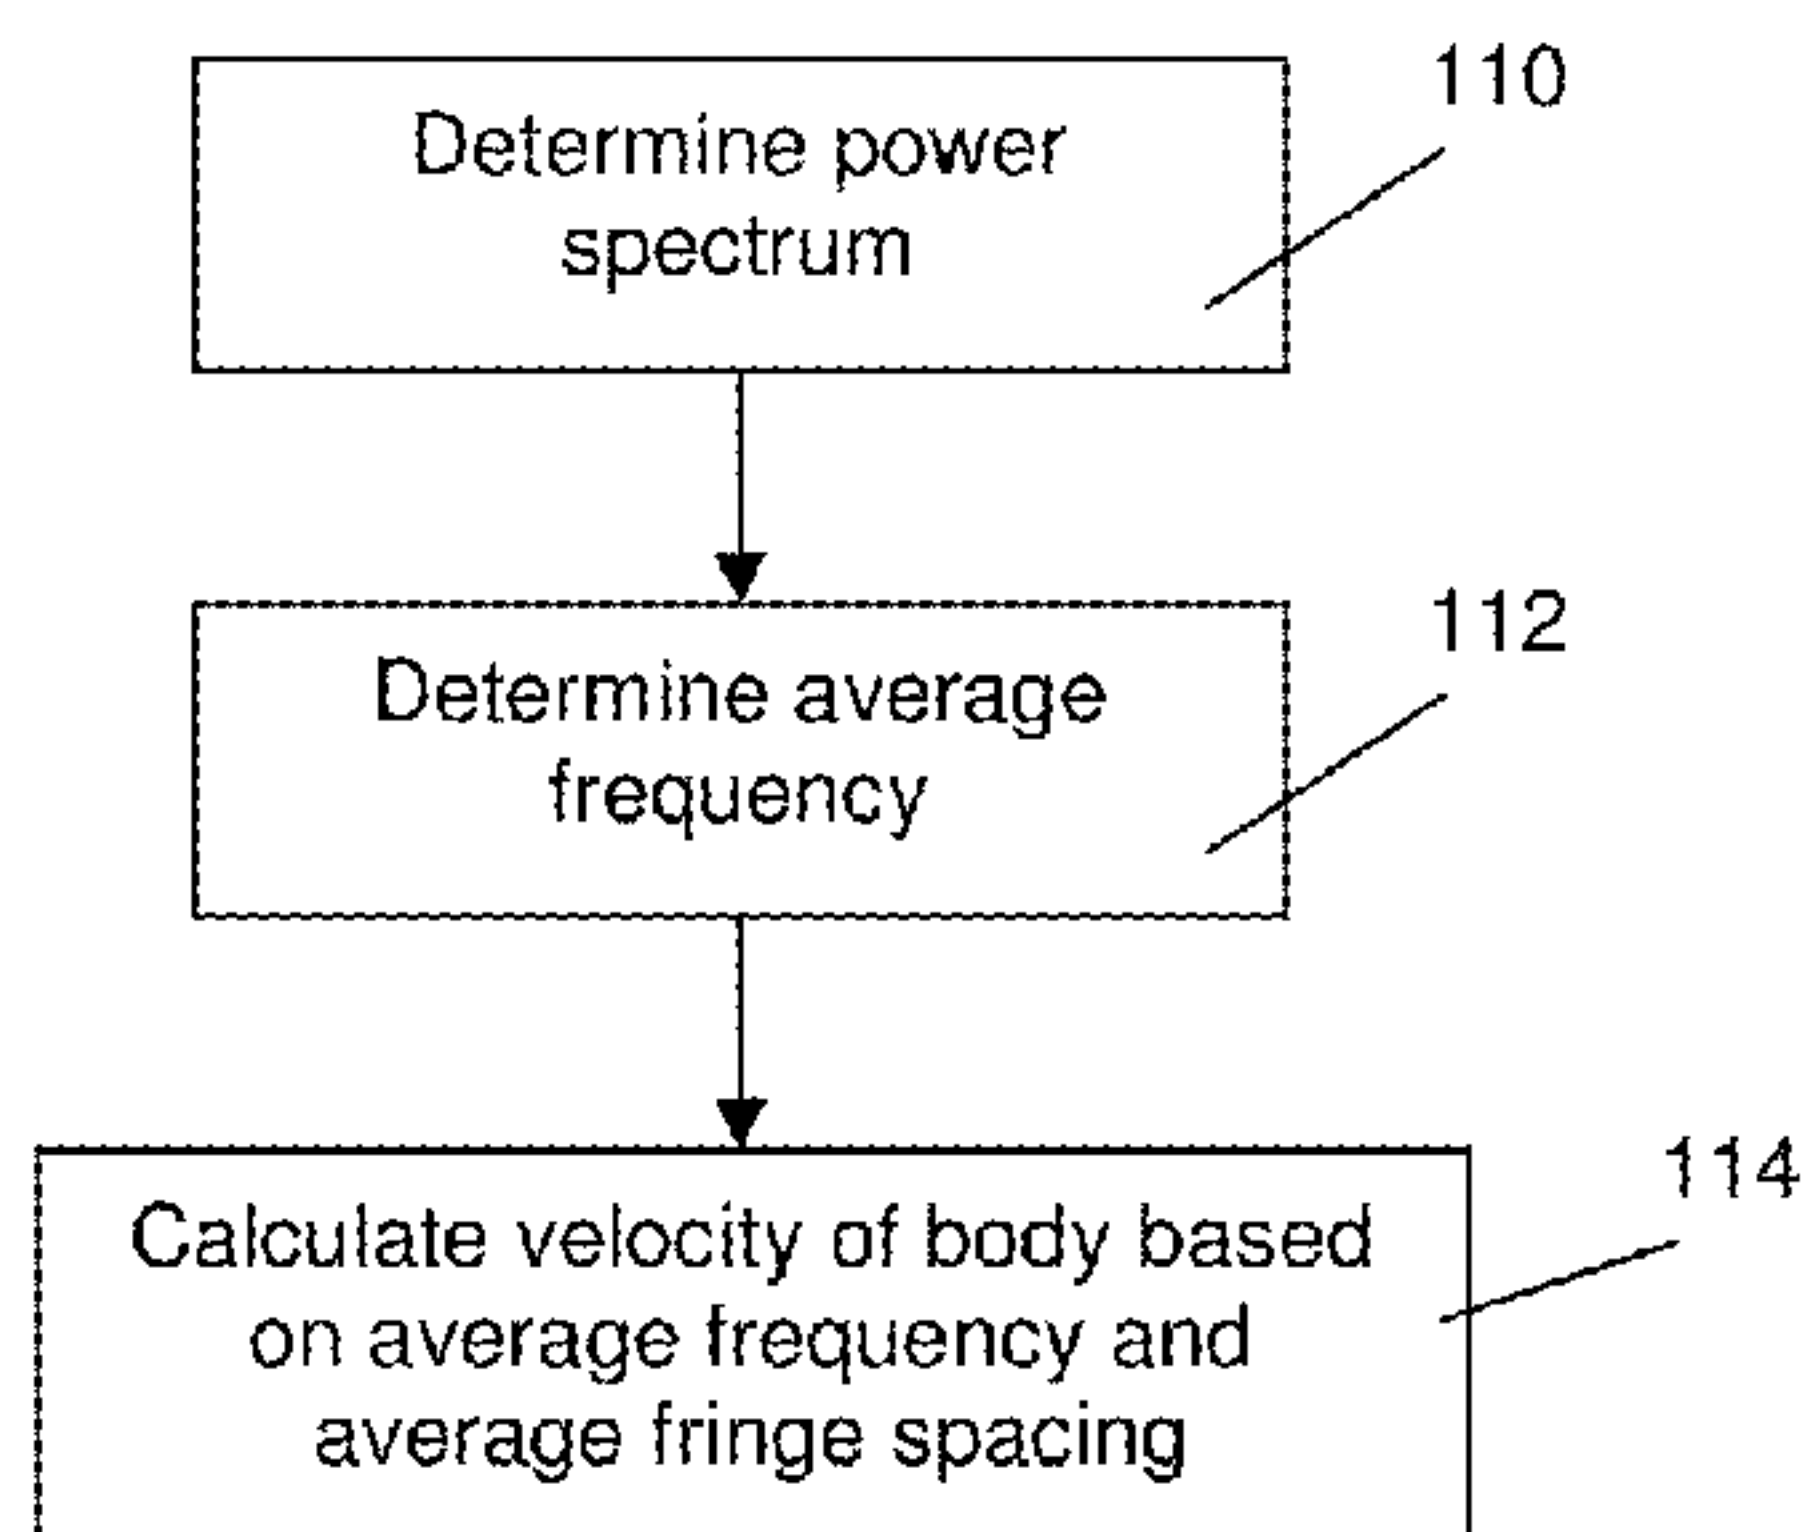 110
Determine power
spectrum
112
Determine average
frequency
114
Calculate velocity of body based
on average frequency and
average fringe spacing